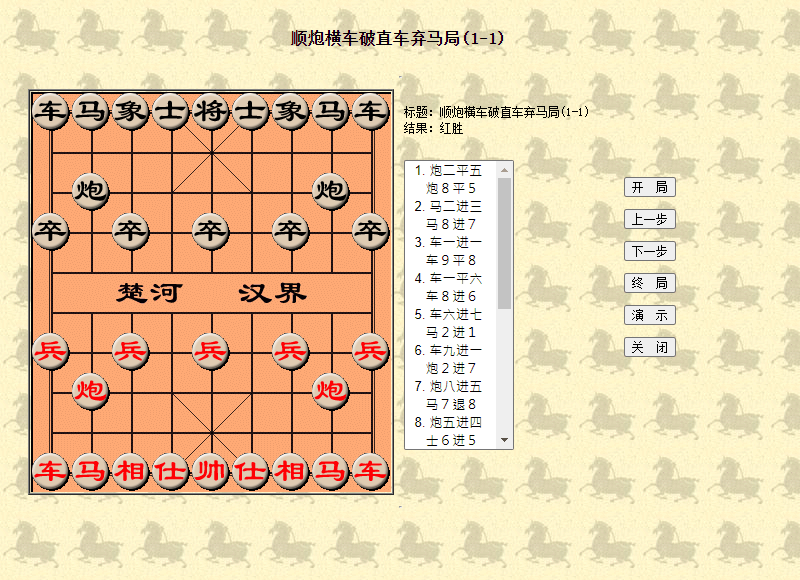 顺炮横车破直车弃马局(1-1)
标题: 顺炮横车破直车弃马局(1-1)
结果: 红胜
车马象士将士象马车
炮 炮
卒 卒 卒 卒 卒
楚河 汉界
兵 兵 兵 兵 兵
炮 炮
车马相仕帅仕相马车
1. 炮二平五
炮8平5
2. 马二进三
马8进7
3. 车一进一
车9平8
4. 车一平六
车8进6
5. 车六进七
马2进1
6. 车九进一
炮2进7
7. 炮八进五
马7退8
8. 炮五进四
士6进5
开 局
上一步
下一步
终 局
演 示
关 闭